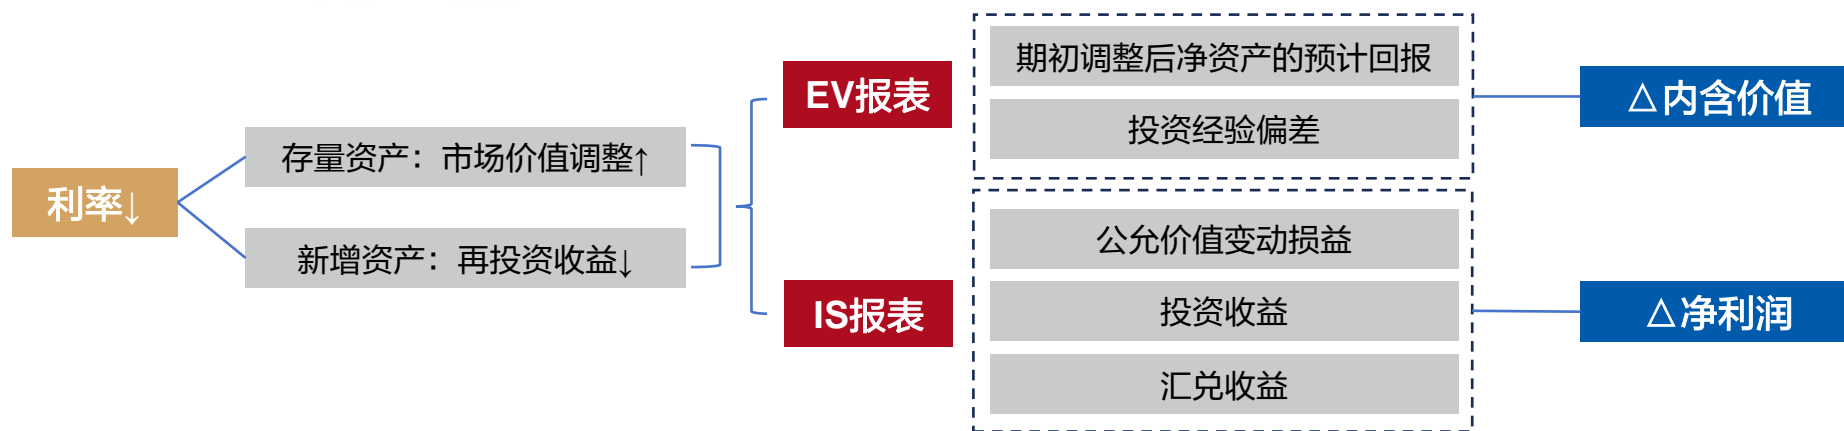 利率↓
存量资产：市场价值调整↑
新增资产：再投资收益↓
EV报表
期初调整后净资产的预计回报
投资经验偏差
△内含价值
IS报表
公允价值变动损益
投资收益
汇兑收益
△净利润